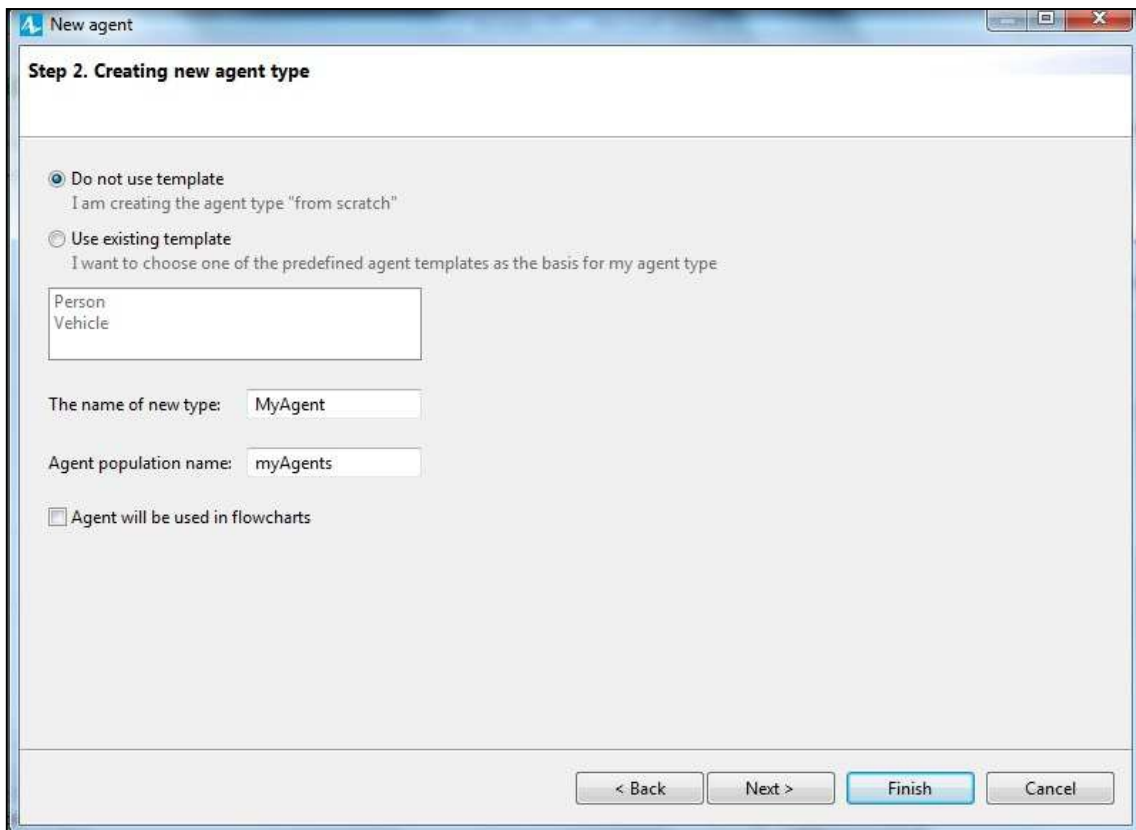 New agent
Step 2. Creating new agent type
Do not use template
I am creating the agent type "from scratch"
Use existing template
I want to choose one of the predefined agent templates as the basis for my agent type
Person
Vehicle
The name of new type: MyAgent
Agent population name: myAgents
Agent will be used in flowcharts
< Back Next > Finish Cancel